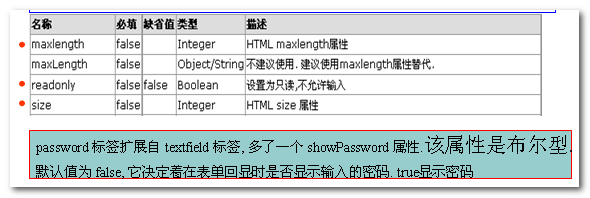 名称 必填 缺省值 类型 描述
maxlength false Integer HTML maxlength属性
maxLength false Object/String 不建议使用. 建议使用maxlength属性替代.
readonly false false Boolean 设置为只读,不允许输入
size false Integer HTML size 属性
password 标签扩展自 textfield 标签, 多了一个 showPassword 属性. 该属性是布尔型.
默认值为 false, 它决定着在表单回显时是否显示输入的密码. true显示密码